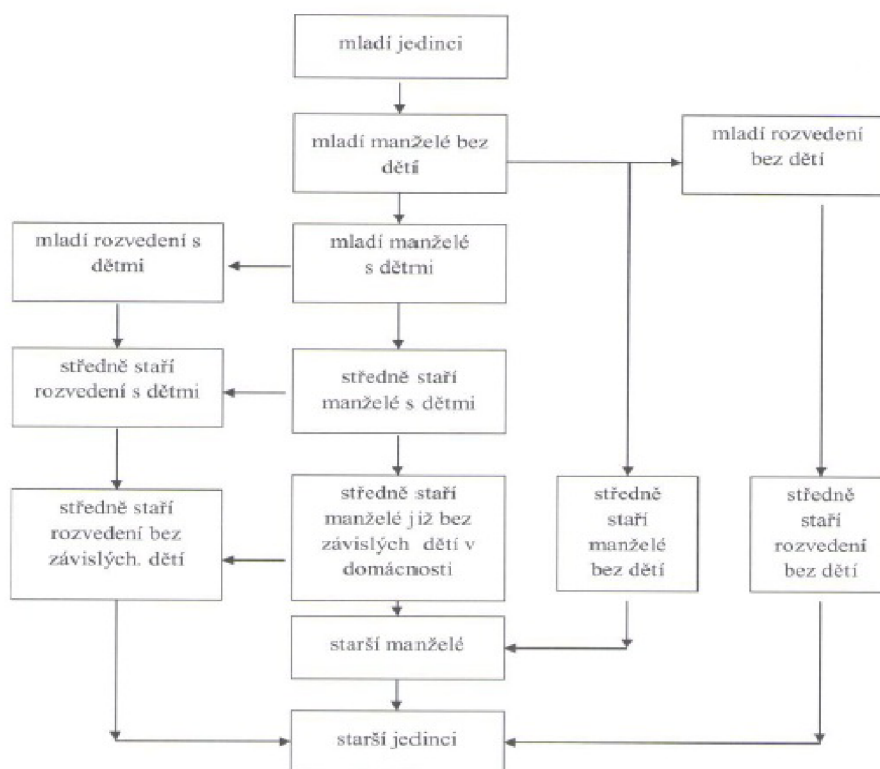 mladí jedinci
mladí manželé bez
dětí
mladí rozvedení
bez dětí
mladí rozvedení s
dětmi
mladí manželé
s dětmi
středně staří
rozvedení s dětmi
středně staří
manželé s dětmi
středně staří
rozvedení bez
závislých. dětí
středně staří
manželé již bez
závislých dětí v
domácnosti
středně
staří
manželé
bez dětí
středně
staří
rozvedení
bez dětí
starší manželé
starší jedinci